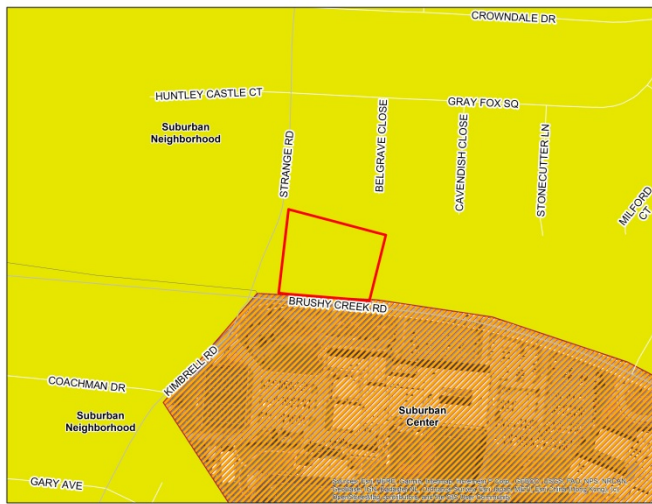 CROWNDALE DR
HUNTLEY CASTLE CT
GRAY FOX SQ
Suburban
Neighborhood
STRANGE RD
BELGRAVE CLOSE
CAVENDISH CLOSE
STONECUTTER LN
MILFORD
CT
BRUSHY CREEK RD
KIMBRELL RD
COACHMAN DR
Suburban
Neighborhood
Suburban
Center
GARY AVE